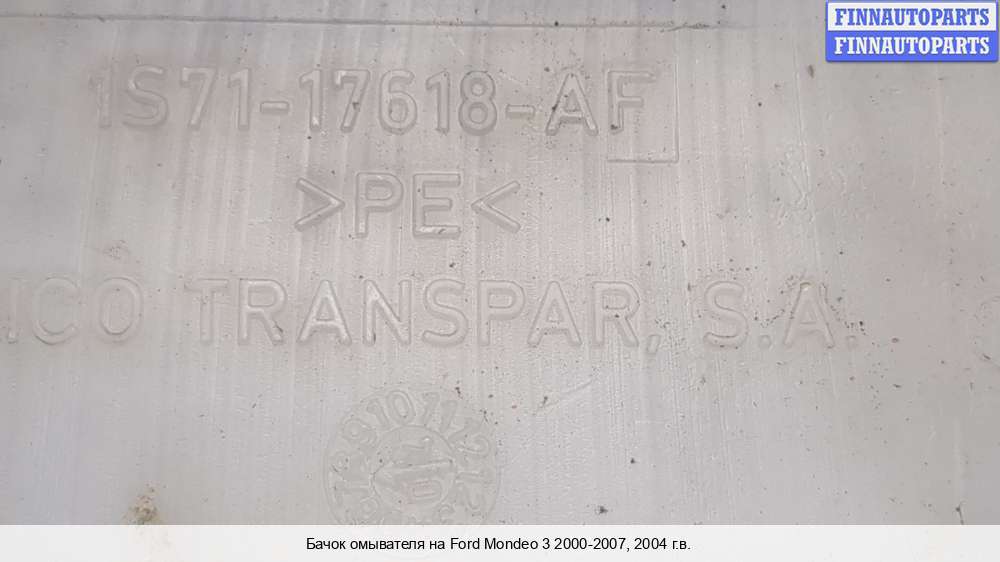 FINNAUTOPARTS
FINNAUTOPARTS
1S71-17618-AF
>PE<
ICO TRANSPAR, S.A.
Бачок омывателя на Ford Mondeo 3 2000-2007, 2004 г.в.